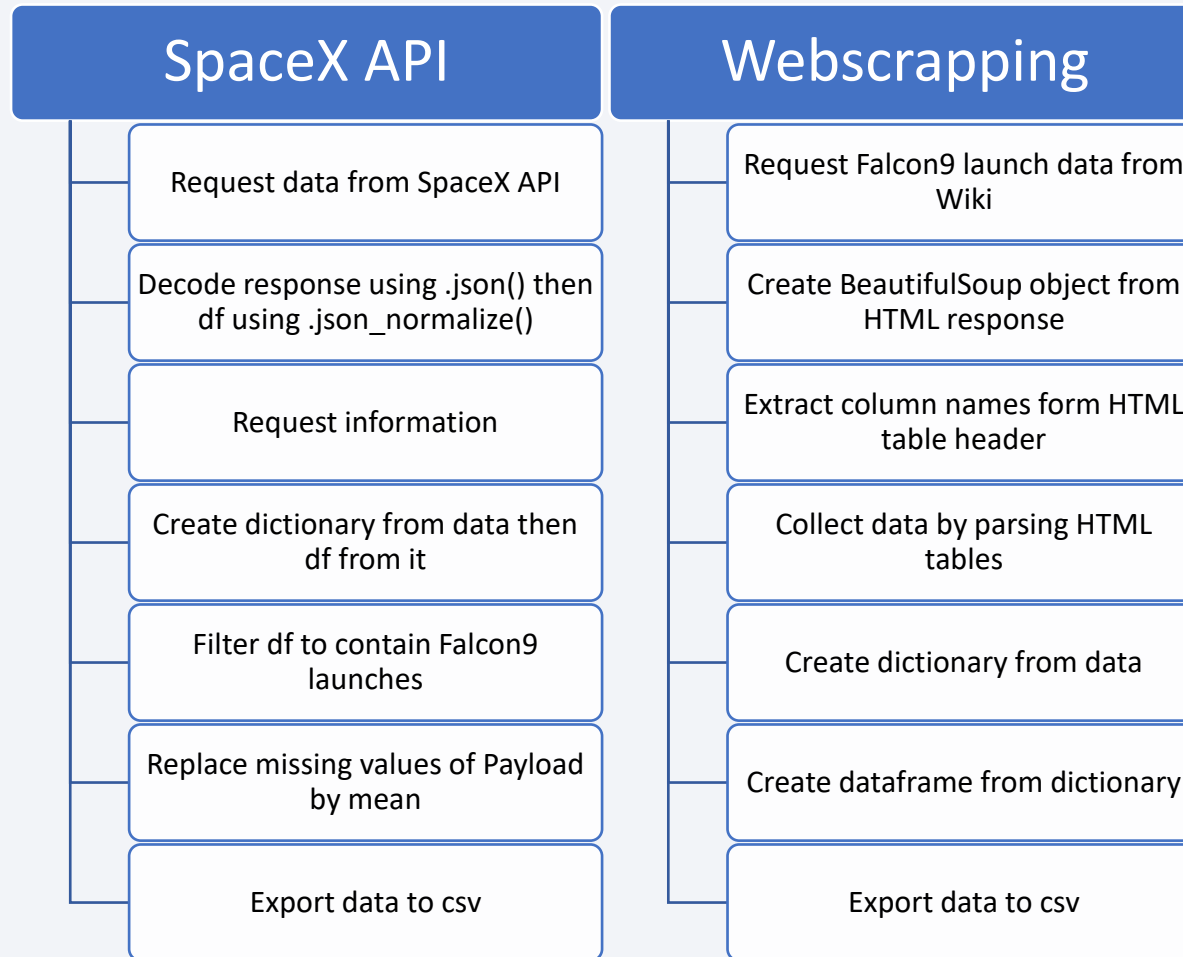 SpaceX API
Request data from SpaceX API
Decode response using .json() then
df using .json_normalize()
Request information
Create dictionary from data then
df from it
Filter df to contain Falcon9
launches
Replace missing values of Payload
by mean
Export data to csv
Webscrapping
Request Falcon9 launch data from
Wiki
Create BeautifulSoup object from
HTML response
Extract column names form HTML
table header
Collect data by parsing HTML
tables
Create dictionary from data
Create dataframe from dictionary
Export data to csv